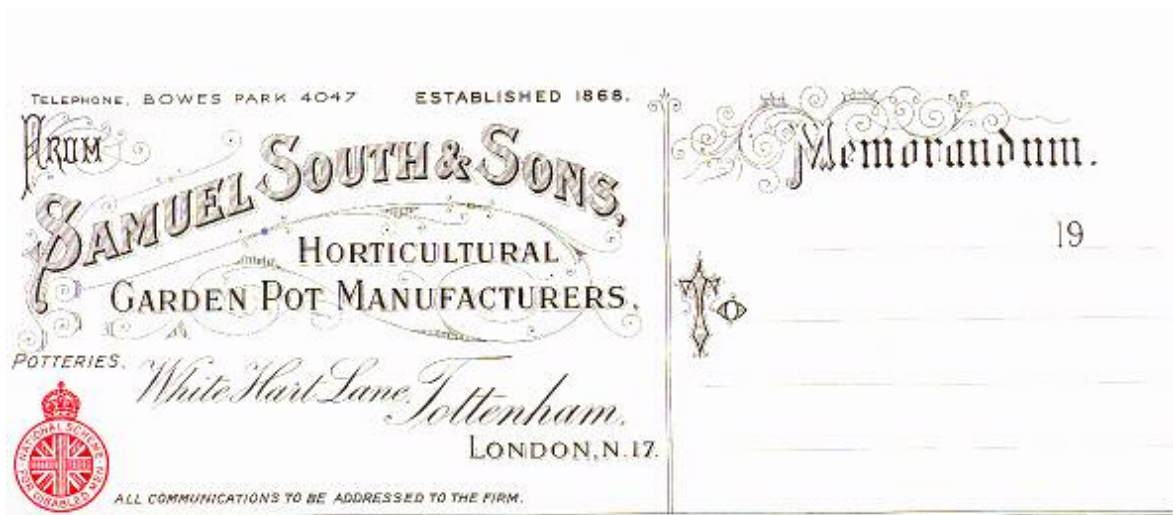 TELEPHONE, BOWES PARK 4047
ESTABLISHED 1868.
FROM
SAMUEL SOUTH & SONS,
HORTICULTURAL
GARDEN POT MANUFACTURERS.
POTTERIES.
White Hart Lane, Tottenham.
LONDON, N.17.
NATIONAL SCHEME
FOR DISABLED MEN
ALL COMMUNICATIONS TO BE ADDRESSED TO THE FIRM.
Memorandum.
19
To